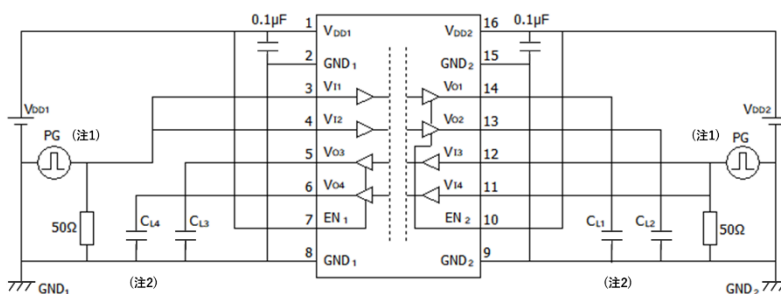 0.1μF 1 16 0.1μF
VDD1 VDD2
2 GND1 GND2 15
3 VI1 VO1 14
VDD1 VDD2
4 VI2 VO2 13
PG (注1) (注1) PG
5 VO3 VI3 12
6 VO4 VI4 11
50Ω CL4 CL3 7 EN1 EN2 10 CL1 CL2 50Ω
8 GND1 GND2 9
GND1 (注2) (注2) GND2